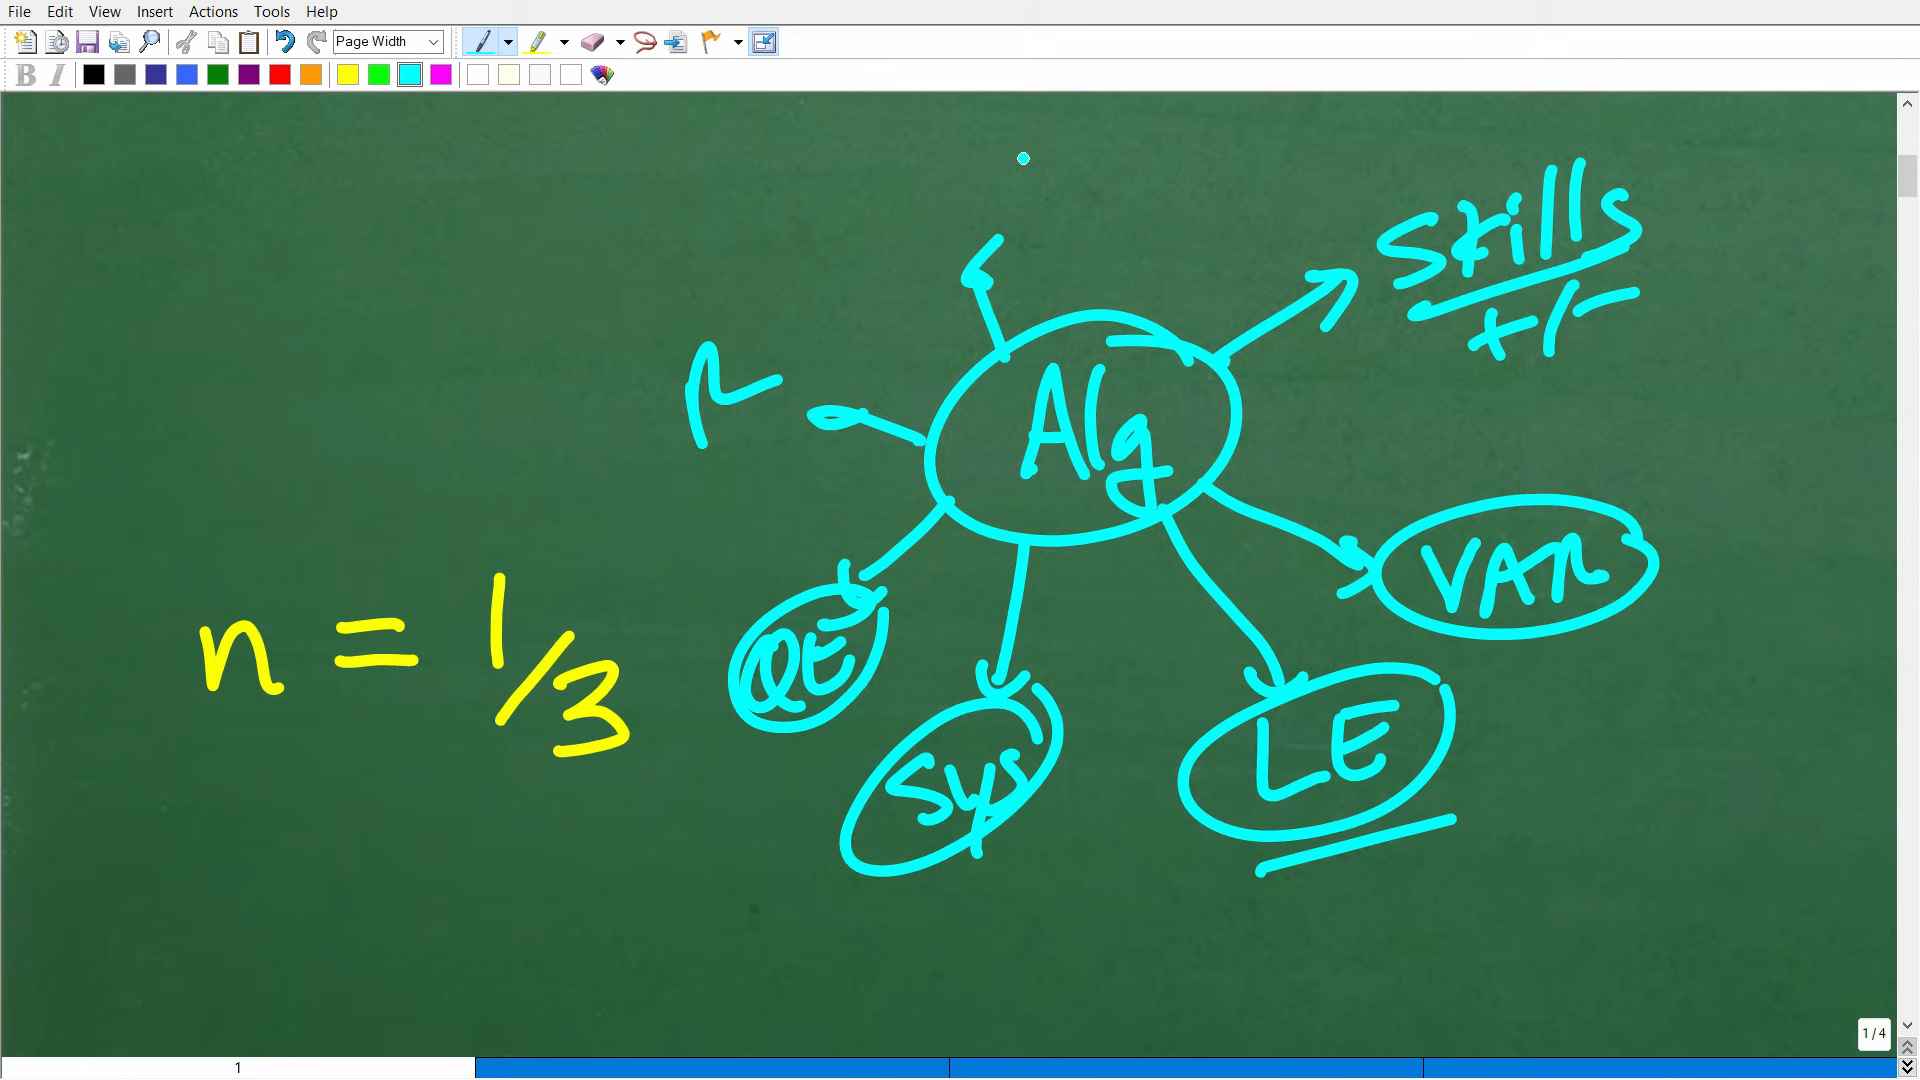 File Edit View Insert Actions Tools Help
Page Width
B I
Skills
+/-
Alg
VAR
n = 1/3
QE
Sys
LE
1 / 4
1